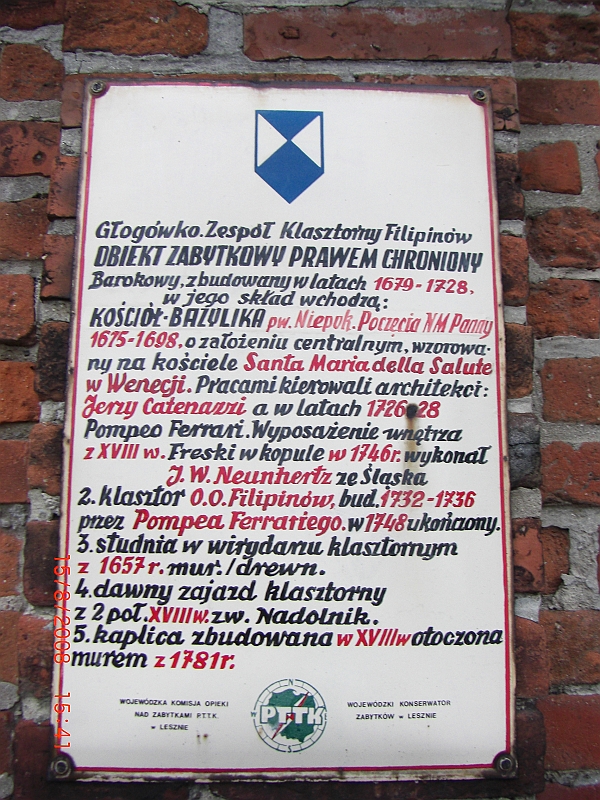 Głogówko. Zespół Klasztorny Filipinów
OBIEKT ZABYTKOWY PRAWEM CHRONIONY
Barokowy, zbudowany w latach 1679-1728,
w jego skład wchodzą:
KOŚCIÓŁ-BAZYLIKA pw. Niepok. Poczęcia NM Panny
1675-1698, o założeniu centralnym, wzorowa-
ny na kościele Santa Maria della Salute
w Wenecji. Pracami kierowali architekci:
Jerzy Catenazzi a w latach 1726-28
Pompeo Ferrari. Wyposażenie wnętrza
z XVIII w. Freski w kopule w 1746r. wykonał
J. W. Neunhertz ze Śląska
2. klasztor O.O. Filipinów, bud. 1732-1736
przez Pompea Ferrariego. w 1748 ukończony.
3. studnia w wirydarzu klasztornym
z 1657 r. mur. / drewn.
4. dawny zajazd klasztorny
z 2 poł. XVIII w. zw. Nadolnik.
5. kaplica zbudowana w XVIII w otoczona
murem z 1781r.
WOJEWÓDZKA KOMISJA OPIEKI
NAD ZABYTKAMI P.T.T.K.
w LESZNIE
N
W
PTTK
E
S
WOJEWÓDZKI KONSERWATOR
ZABYTKÓW w LESZNIE
15/8/2008 15:41